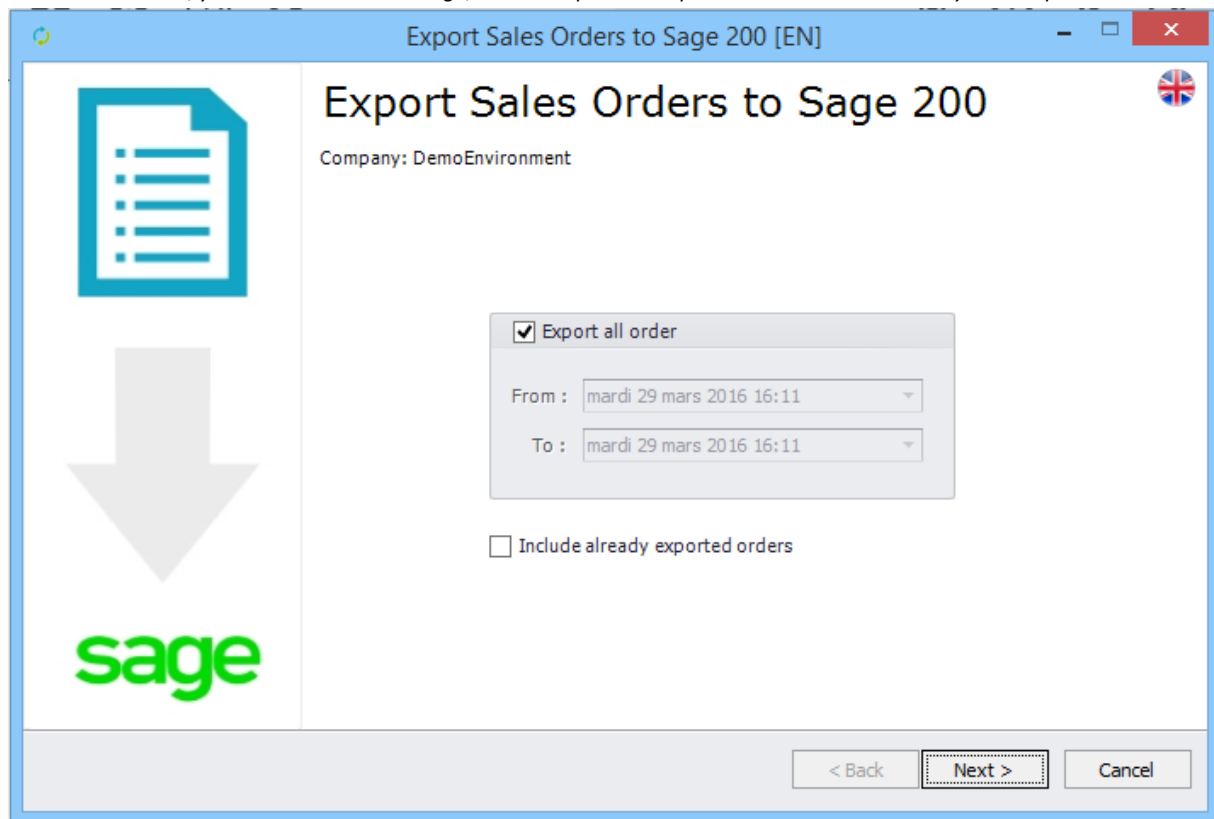 Export Sales Orders to Sage 200 [EN]
Export Sales Orders to Sage 200
Company: DemoEnvironment
Export all order
From : mardi 29 mars 2016 16:11
To : mardi 29 mars 2016 16:11
Include already exported orders
sage
< Back Next > Cancel